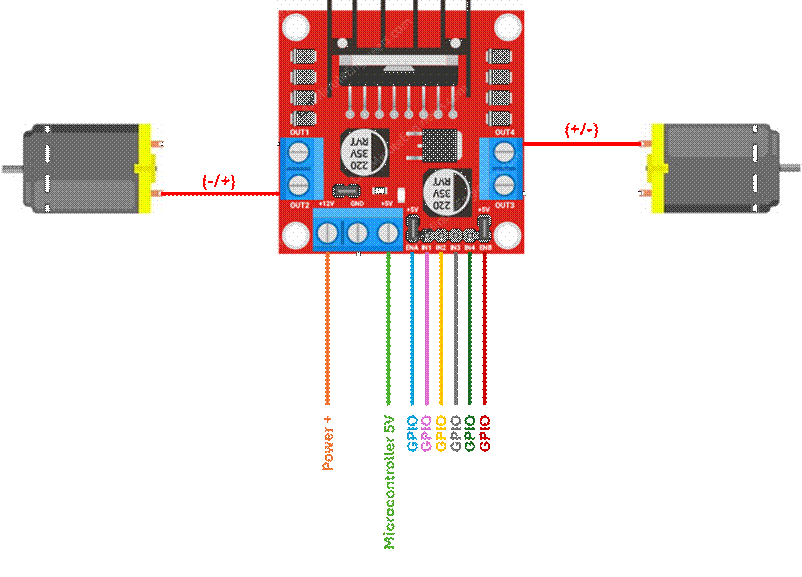 OUT1
OUT4
(+/-)
(-/+)
220
35V
RVT
OUT2
+12V
GND
+5V
220
35V
RVT
OUT3
+5V
+5V
ENA
IN1
IN2
IN3
IN4
ENB
Power +
Microcontroller 5V
GPIO
GPIO
GPIO
GPIO
GPIO
GPIO